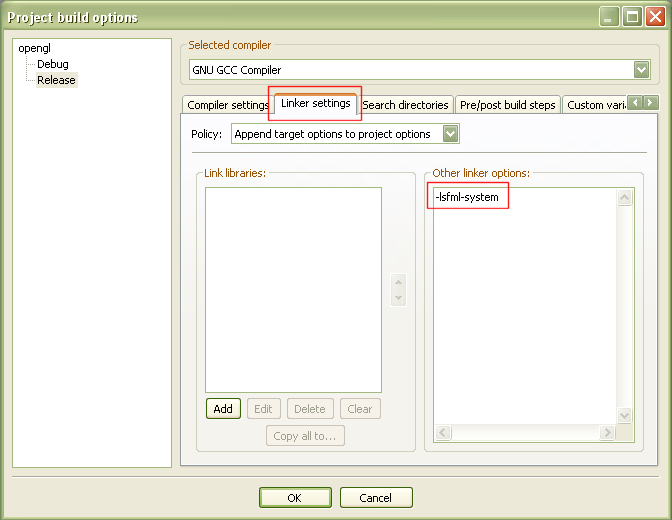 Project build options
opengl
Debug
Release
Selected compiler
GNU GCC Compiler
Compiler settings
Linker settings
Search directories
Pre/post build steps
Custom varia
Policy:
Append target options to project options
Link libraries:
Other linker options:
-lsfml-system
Add
Edit
Delete
Clear
Copy all to...
OK
Cancel